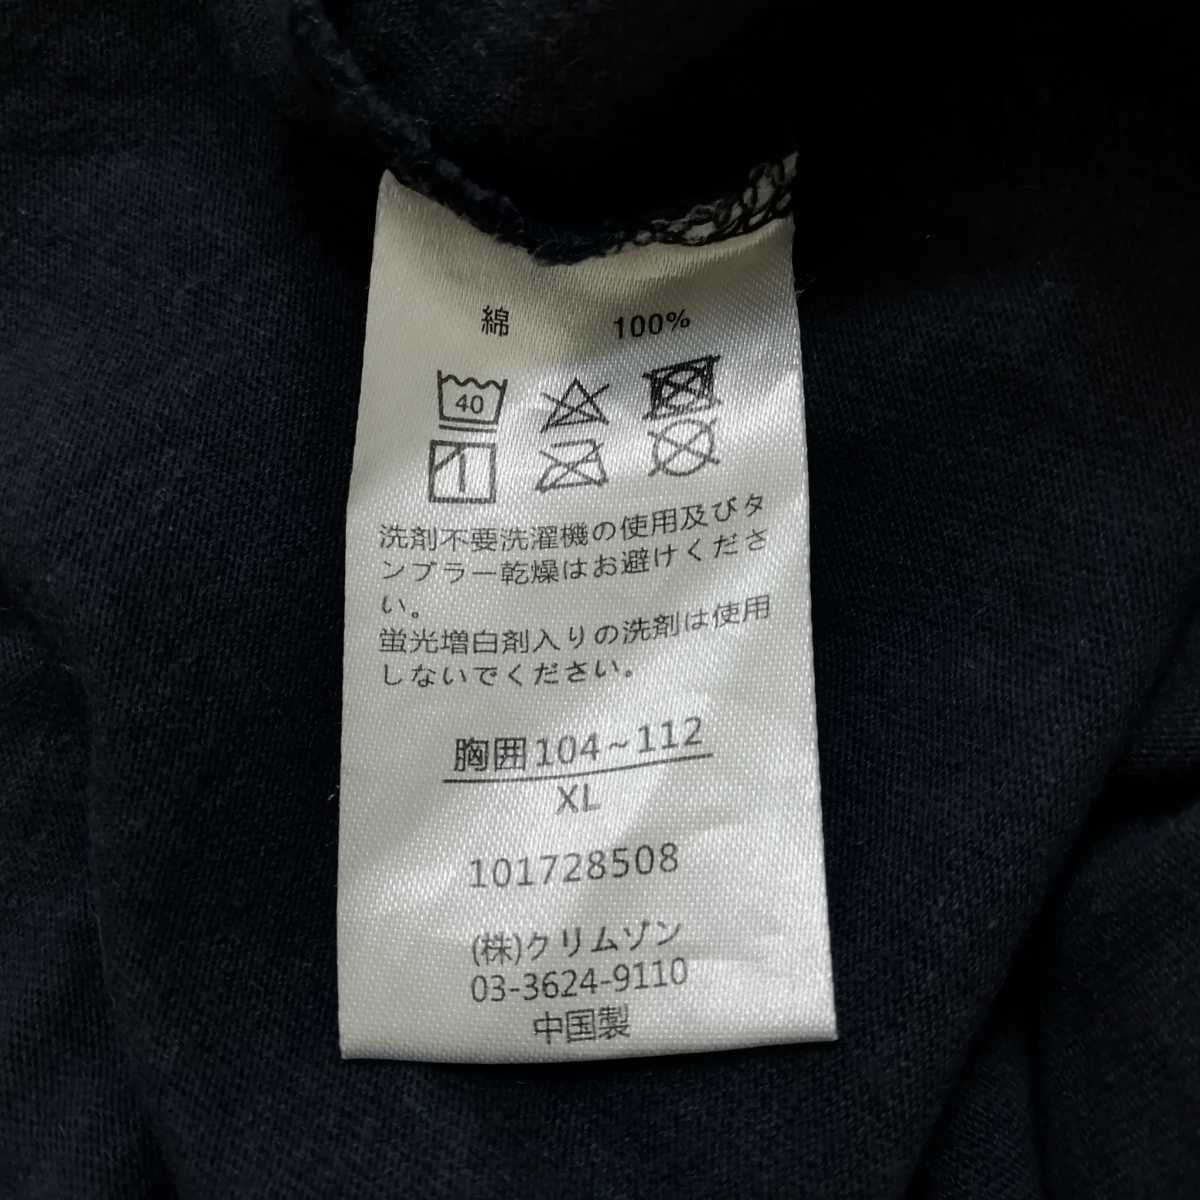 綿 100%
40
洗剤不要洗濯機の使用及びタ
ンブラー乾燥はお避けくださ
い。
蛍光増白剤入りの洗剤は使用
しないでください。
胸囲104~112
XL
101728508
(株)クリムゾン
03-3624-9110
中国製